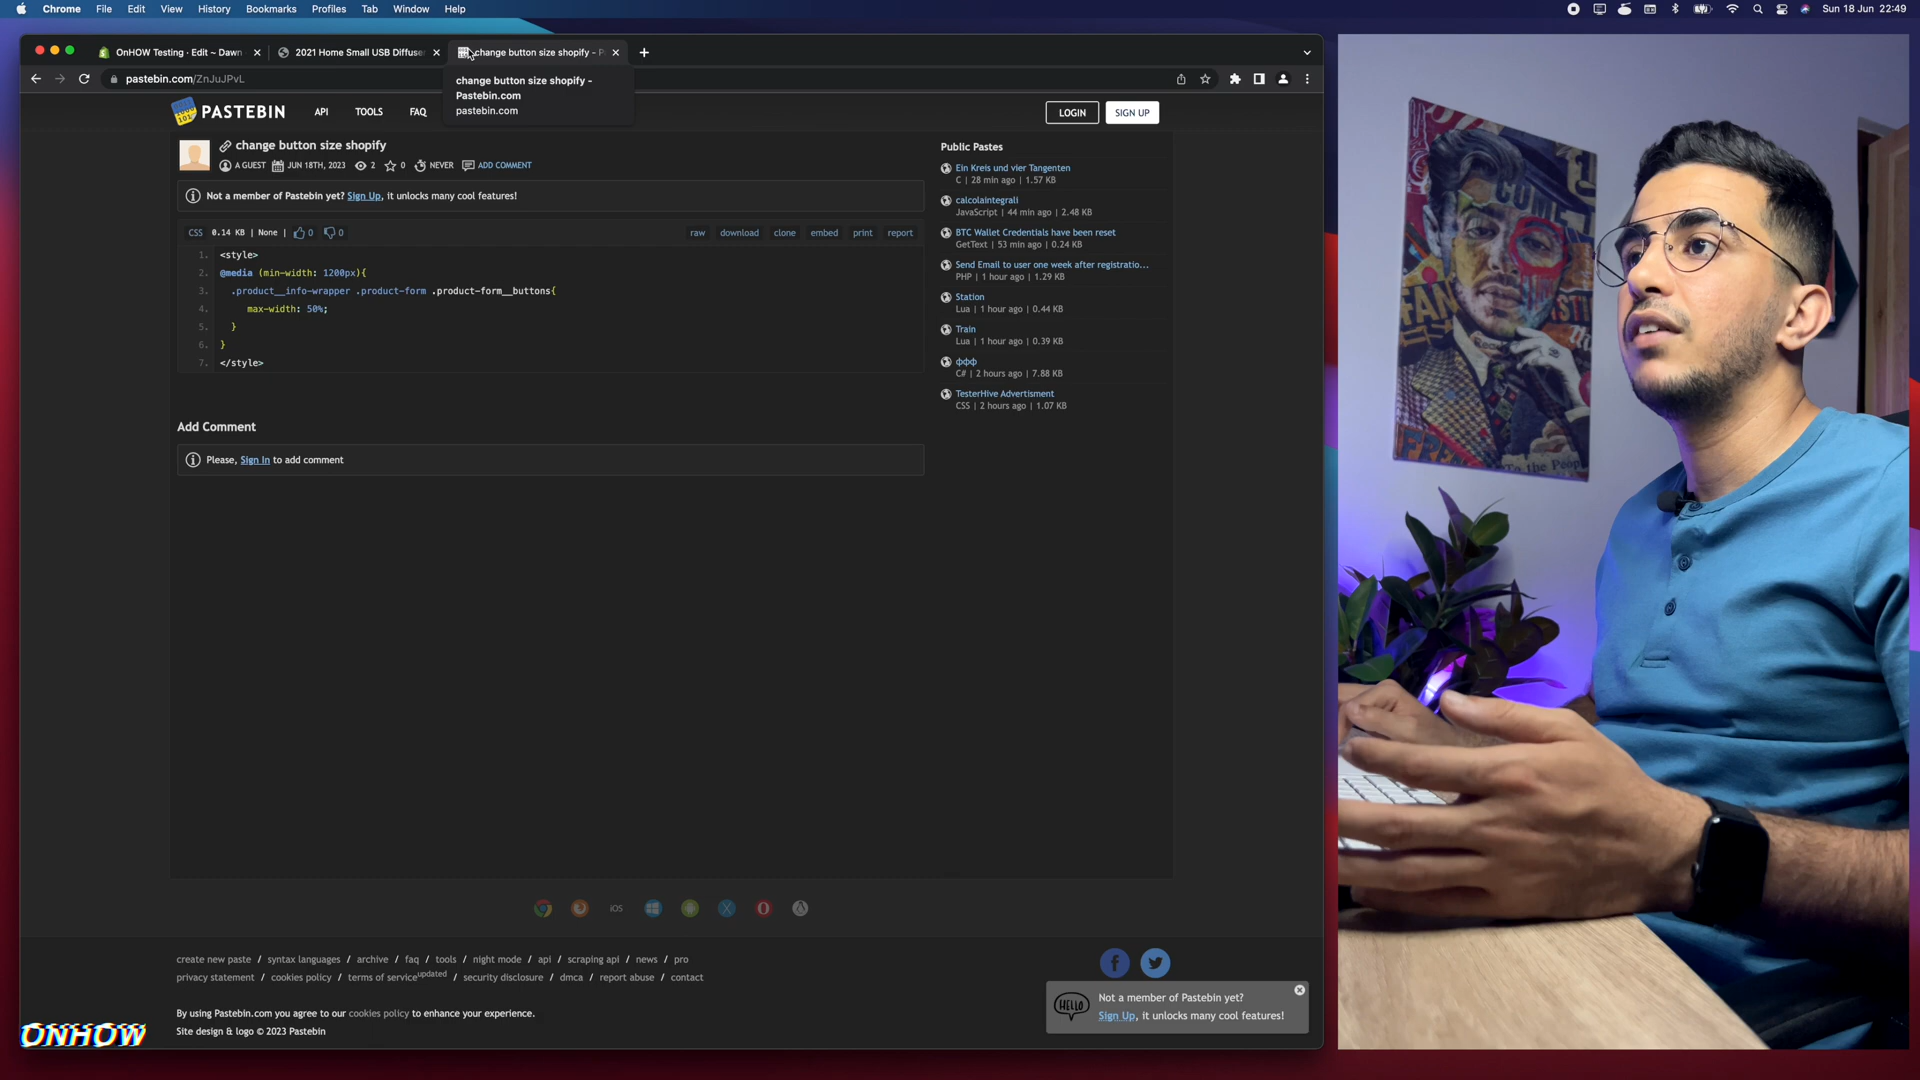 Chrome File Edit View History Bookmarks Profiles Tab Window Help
Sun 18 Jun 22:49
OnHOW Testing · Edit ~ Dawn
2021 Home Small USB Diffuser
change button size shopify - P
pastebin.com/ZnJuJPvL
change button size shopify -
Pastebin.com
pastebin.com
PASTEBIN API TOOLS FAQ
LOGIN SIGN UP
change button size shopify
A GUEST JUN 18TH, 2023 2 0 NEVER ADD COMMENT
Not a member of Pastebin yet? Sign Up, it unlocks many cool features!
CSS 0.14 KB | None | 0 0
raw download clone embed print report
1. <style>
2. @media (min-width: 1200px){
3. .product__info-wrapper .product-form .product-form__buttons{
4. max-width: 50%;
5. }
6. }
7. </style>
Add Comment
Please, Sign In to add comment
Public Pastes
Ein Kreis und vier Tangenten
C | 28 min ago | 1.57 KB
calcolaintegrali
JavaScript | 44 min ago | 2.48 KB
BTC Wallet Credentials have been reset
GetText | 53 min ago | 0.24 KB
Send Email to user one week after registratio...
PHP | 1 hour ago | 1.29 KB
Station
Lua | 1 hour ago | 0.44 KB
Train
Lua | 1 hour ago | 0.39 KB
ффф
C# | 2 hours ago | 7.88 KB
TesterHive Advertisment
CSS | 2 hours ago | 1.07 KB
iOS
create new paste / syntax languages / archive / faq / tools / night mode / api / scraping api / news / pro
privacy statement / cookies policy / terms of service updated / security disclosure / dmca / report abuse / contact
By using Pastebin.com you agree to our cookies policy to enhance your experience.
Site design & logo © 2023 Pastebin
HELLO
Not a member of Pastebin yet?
Sign Up, it unlocks many cool features!
ONHOW
COME
FAN
To the People